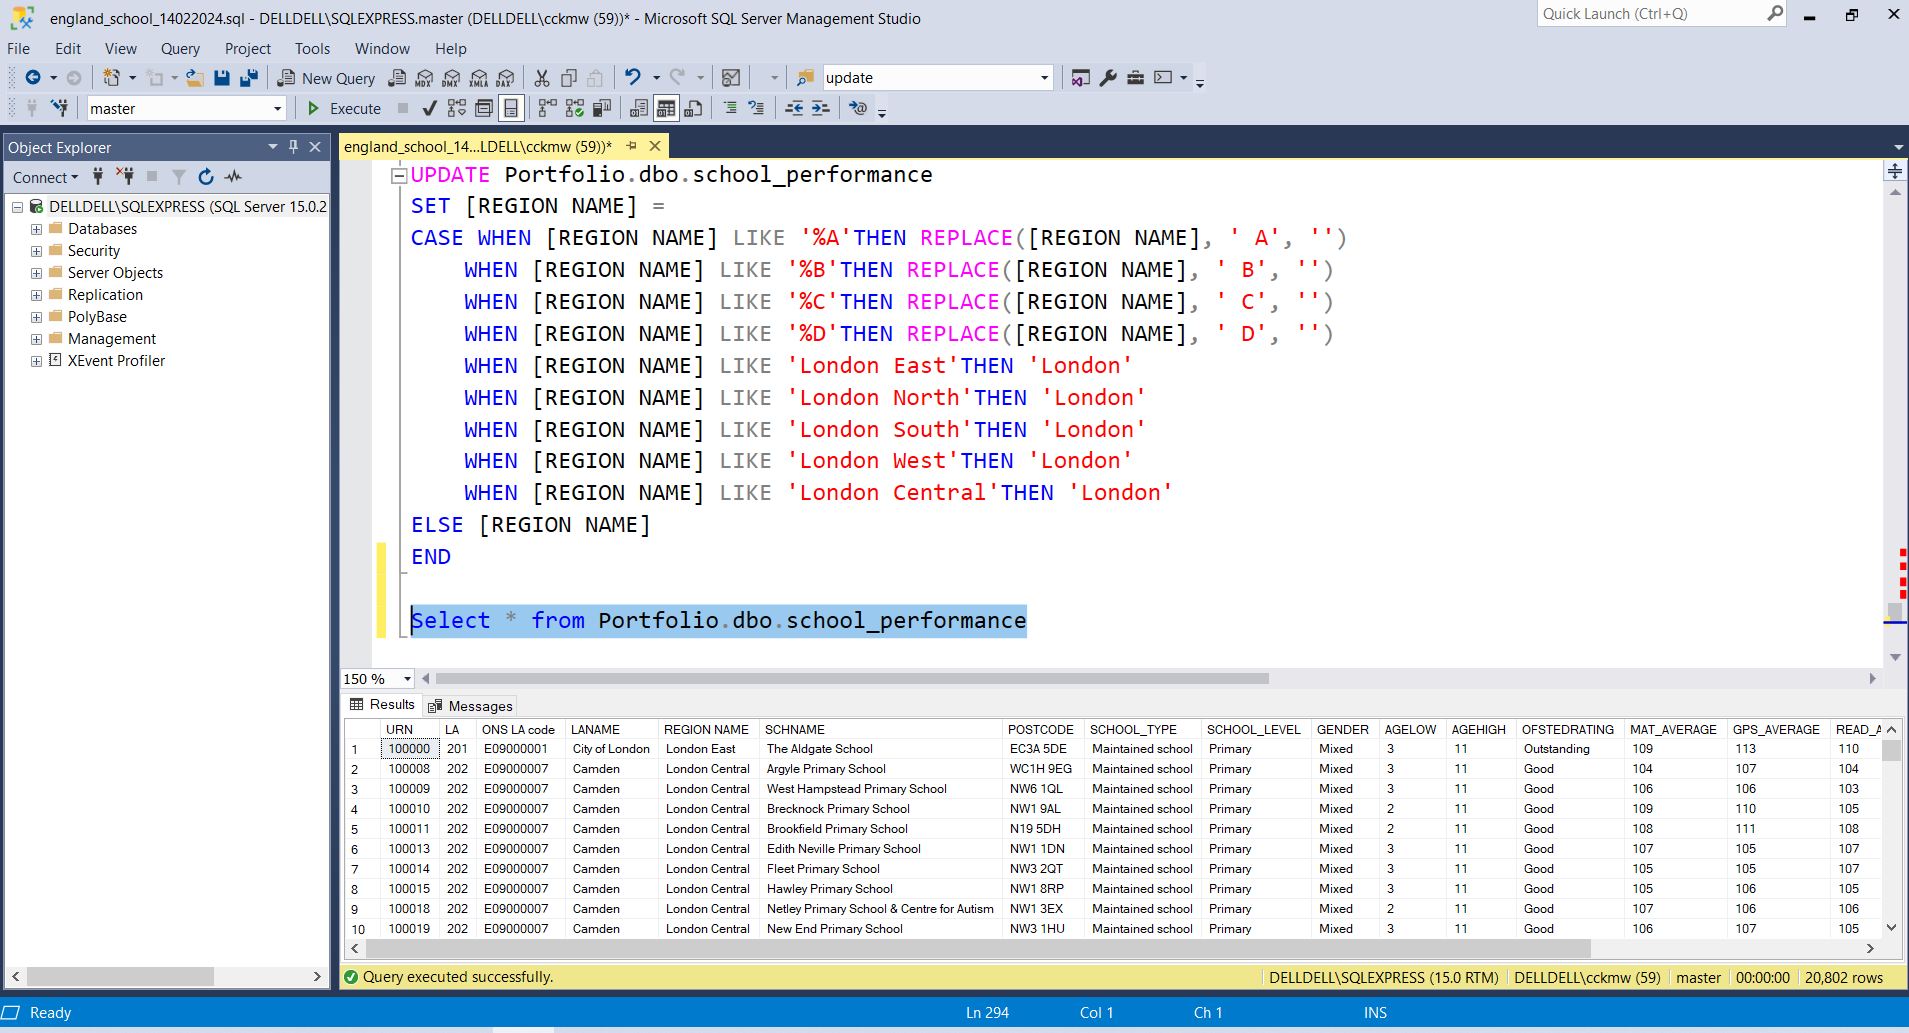 england_school_14022024.sql - DELLDELL\SQLEXPRESS.master (DELLDELL\cckmw (59))* - Microsoft SQL Server Management Studio
Quick Launch (Ctrl+Q)
File Edit View Query Project Tools Window Help
New Query MDX DMX XMLA DAX update
master Execute
Object Explorer
Connect
DELLDELL\SQLEXPRESS (SQL Server 15.0.2
Databases
Security
Server Objects
Replication
PolyBase
Management
XEvent Profiler
england_school_14...LDELL\cckmw (59))*
UPDATE Portfolio.dbo.school_performance
SET [REGION NAME] =
CASE WHEN [REGION NAME] LIKE '%A'THEN REPLACE([REGION NAME], ' A', '')
WHEN [REGION NAME] LIKE '%B'THEN REPLACE([REGION NAME], ' B', '')
WHEN [REGION NAME] LIKE '%C'THEN REPLACE([REGION NAME], ' C', '')
WHEN [REGION NAME] LIKE '%D'THEN REPLACE([REGION NAME], ' D', '')
WHEN [REGION NAME] LIKE 'London East'THEN 'London'
WHEN [REGION NAME] LIKE 'London North'THEN 'London'
WHEN [REGION NAME] LIKE 'London South'THEN 'London'
WHEN [REGION NAME] LIKE 'London West'THEN 'London'
WHEN [REGION NAME] LIKE 'London Central'THEN 'London'
ELSE [REGION NAME]
END
Select * from Portfolio.dbo.school_performance
150 %
Results Messages
URN LA ONS LA code LANAME REGION NAME SCHNAME POSTCODE SCHOOL_TYPE SCHOOL_LEVEL GENDER AGELOW AGEHIGH OFSTEDRATING MAT_AVERAGE GPS_AVERAGE READ_A
1 100000 201 E09000001 City of London London East The Aldgate School EC3A 5DE Maintained school Primary Mixed 3 11 Outstanding 109 113 110
2 100008 202 E09000007 Camden London Central Argyle Primary School WC1H 9EG Maintained school Primary Mixed 3 11 Good 104 107 104
3 100009 202 E09000007 Camden London Central West Hampstead Primary School NW6 1QL Maintained school Primary Mixed 3 11 Good 106 106 103
4 100010 202 E09000007 Camden London Central Brecknock Primary School NW1 9AL Maintained school Primary Mixed 2 11 Good 109 110 105
5 100011 202 E09000007 Camden London Central Brookfield Primary School N19 5DH Maintained school Primary Mixed 2 11 Good 108 111 108
6 100013 202 E09000007 Camden London Central Edith Neville Primary School NW1 1DN Maintained school Primary Mixed 3 11 Good 107 105 107
7 100014 202 E09000007 Camden London Central Fleet Primary School NW3 2QT Maintained school Primary Mixed 3 11 Good 105 105 107
8 100015 202 E09000007 Camden London Central Hawley Primary School NW1 8RP Maintained school Primary Mixed 3 11 Good 105 106 105
9 100018 202 E09000007 Camden London Central Netley Primary School & Centre for Autism NW1 3EX Maintained school Primary Mixed 2 11 Good 107 106 106
10 100019 202 E09000007 Camden London Central New End Primary School NW3 1HU Maintained school Primary Mixed 3 11 Good 106 107 105
Query executed successfully. DELLDELL\SQLEXPRESS (15.0 RTM) DELLDELL\cckmw (59) master 00:00:00 20,802 rows
Ready Ln 294 Col 1 Ch 1 INS